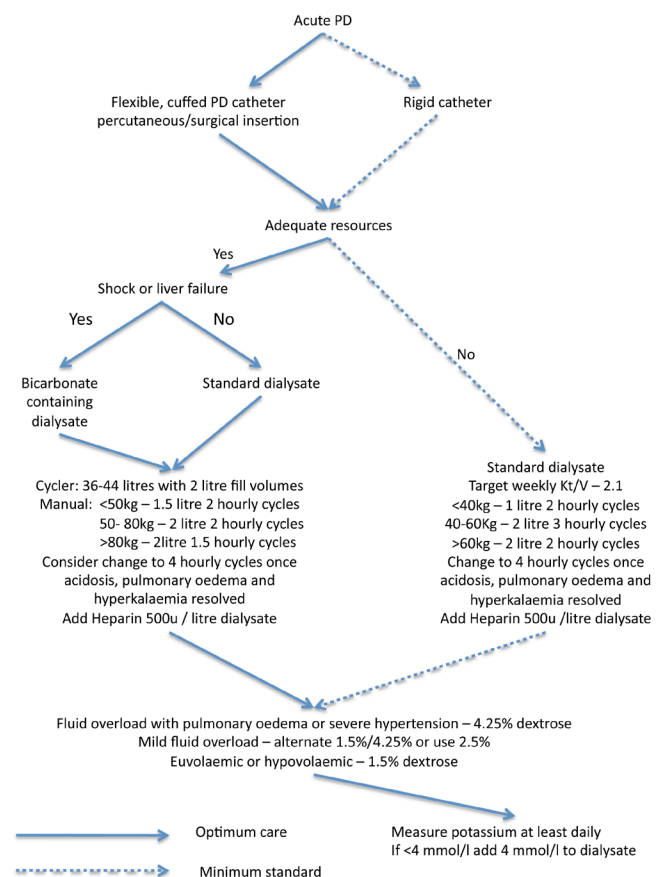 Acute PD
Flexible, cuffed PD catheter
percutaneous/surgical insertion
Rigid catheter
Adequate resources
Yes
Shock or liver failure
Yes
No
No
Bicarbonate
containing
dialysate
Standard dialysate
Cycler: 36-44 litres with 2 litre fill volumes
Manual: <50kg – 1.5 litre 2 hourly cycles
50- 80kg – 2 litre 2 hourly cycles
>80kg – 2litre 1.5 hourly cycles
Consider change to 4 hourly cycles once
acidosis, pulmonary oedema and
hyperkalaemia resolved
Add Heparin 500u / litre dialysate
Standard dialysate
Target weekly Kt/V – 2.1
<40kg – 1 litre 2 hourly cycles
40-60Kg – 2 litre 3 hourly cycles
>60kg – 2 litre 2 hourly cycles
Change to 4 hourly cycles once
acidosis, pulmonary oedema and
hyperkalaemia resolved
Add Heparin 500u /litre dialysate
Fluid overload with pulmonary oedema or severe hypertension – 4.25% dextrose
Mild fluid overload – alternate 1.5%/4.25% or use 2.5%
Euvolaemic or hypovolaemic – 1.5% dextrose
Optimum care
Minimum standard
Measure potassium at least daily
If <4 mmol/l add 4 mmol/l to dialysate